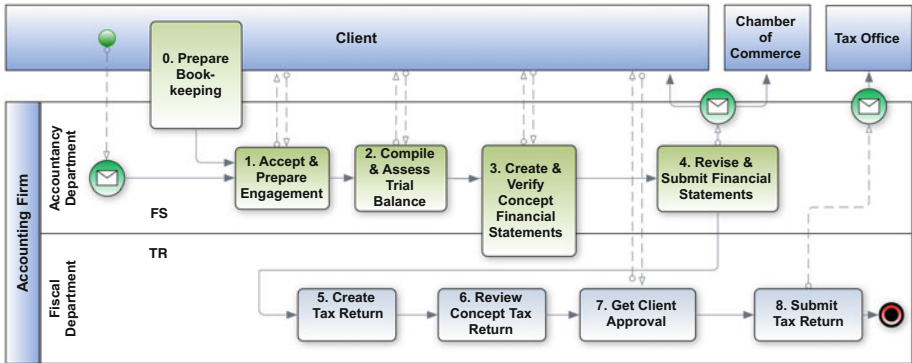 Client
Chamber
of
Commerce
Tax Office
0. Prepare
Book-
keeping
Accounting Firm
Accountancy
Department
1. Accept &
Prepare
Engagement
2. Compile
& Assess
Trial
Balance
3. Create &
Verify
Concept
Financial
Statements
4. Revise &
Submit Financial
Statements
FS
TR
Fiscal
Department
5. Create
Tax Return
6. Review
Concept Tax
Return
7. Get Client
Approval
8. Submit
Tax Return